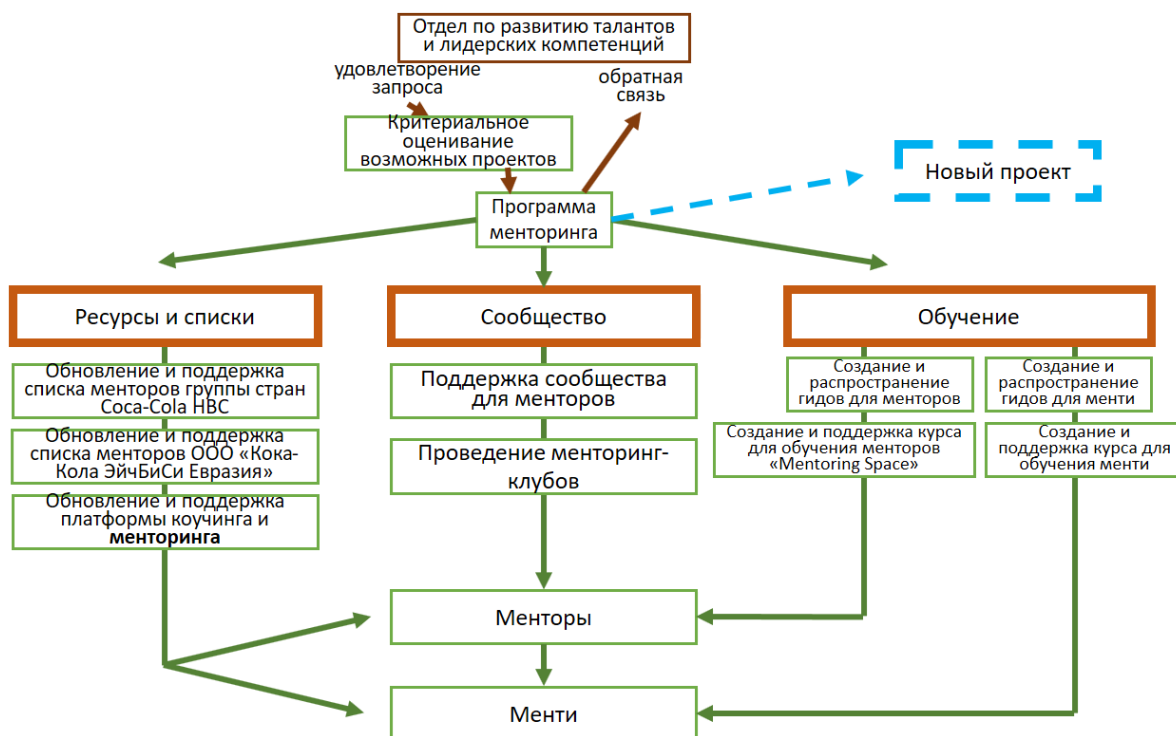 Отдел по развитию талантов
и лидерских компетенций
удовлетворение
запроса
обратная
связь
Критериальное
оценивание
возможных проектов
Новый проект
Программа
менторинга
Ресурсы и списки
Сообщество
Обучение
Обновление и поддержка
списка менторов группы стран
Coca-Cola HBC
Поддержка сообщества
для менторов
Создание и
распространение
гидов для менторов
Создание и
распространение
гидов для менти
Обновление и поддержка
списка менторов ООО «Кока-
Кола ЭйчБиСи Евразия»
Проведение менторинг-
клубов
Создание и поддержка курса
для обучения менторов
«Mentoring Space»
Создание и
поддержка курса для
обучения менти
Обновление и поддержка
платформы коучинга и
менторинга
Менторы
Менти